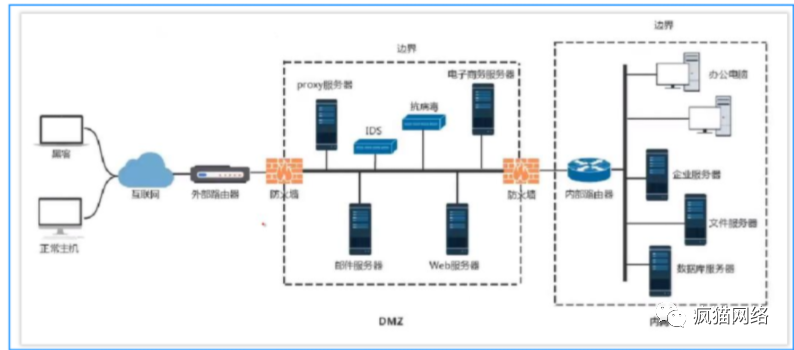 边界
边界
proxy服务器
电子商务服务器
办公电脑
抗病毒
IDS
黑客
互联网
外部路由器
防火墙
防火墙
内部路由器
企业服务器
文件服务器
正常主机
邮件服务器
Web服务器
数据库服务器
DMZ
疯猫网络